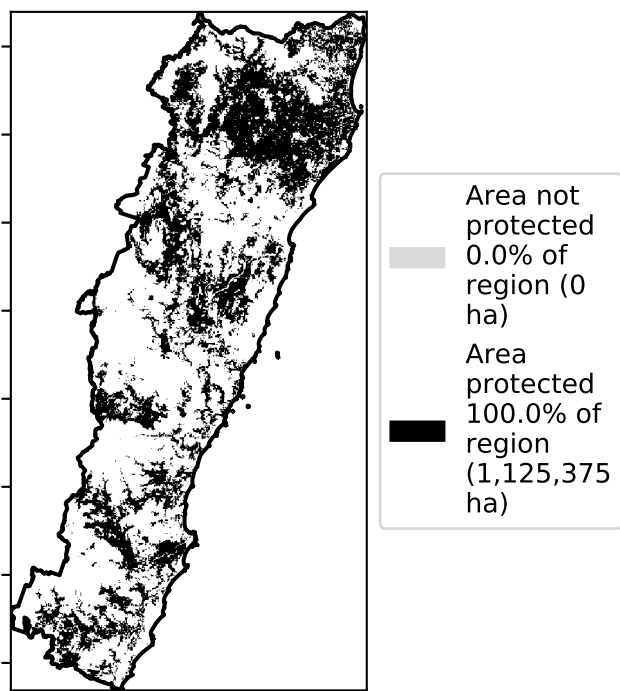 Area not
protected
0.0% of
region (0
ha)
Area
protected
100.0% of
region
(1,125,375
ha)